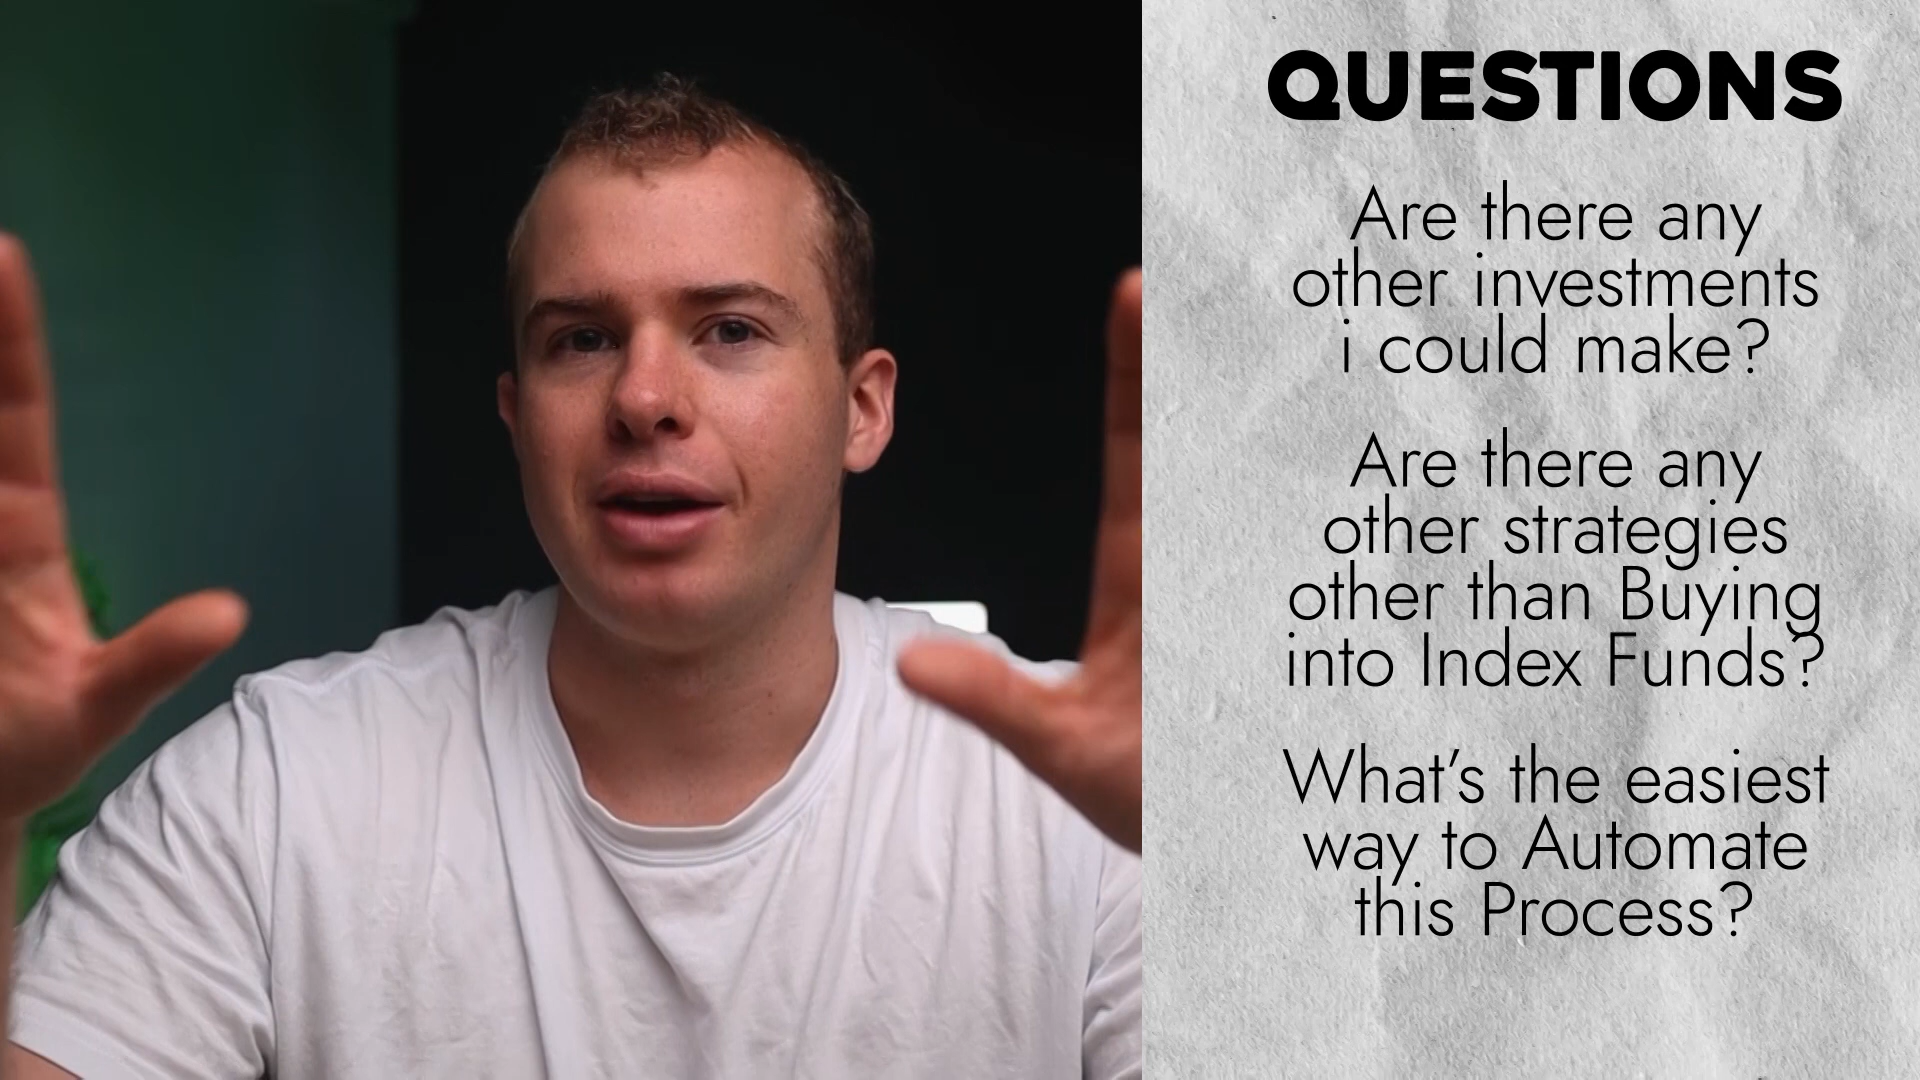 QUESTIONS
Are there any
other investments
i could make?
Are there any
other strategies
other than Buying
into Index Funds?
What's the easiest
way to Automate
this Process?